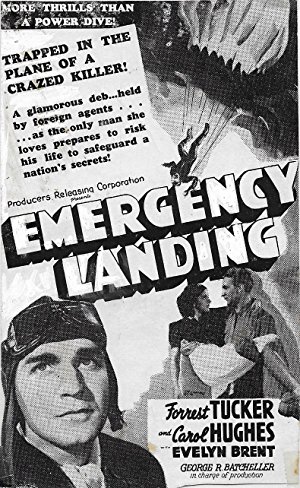 MORE THRILLS THAN
A POWER DIVE!
TRAPPED IN THE
PLANE OF A
CRAZED KILLER!
A glamorous deb...held
by foreign agents . . .
. . .as the only man she
loves prepares to risk
his life to safeguard a
nation's secrets!
Producers Releasing Corporation
presents
EMERGENCY
LANDING
Forrest TUCKER
and Carol HUGHES
with EVELYN BRENT
GEORGE R. BATCHELLER
in charge of production